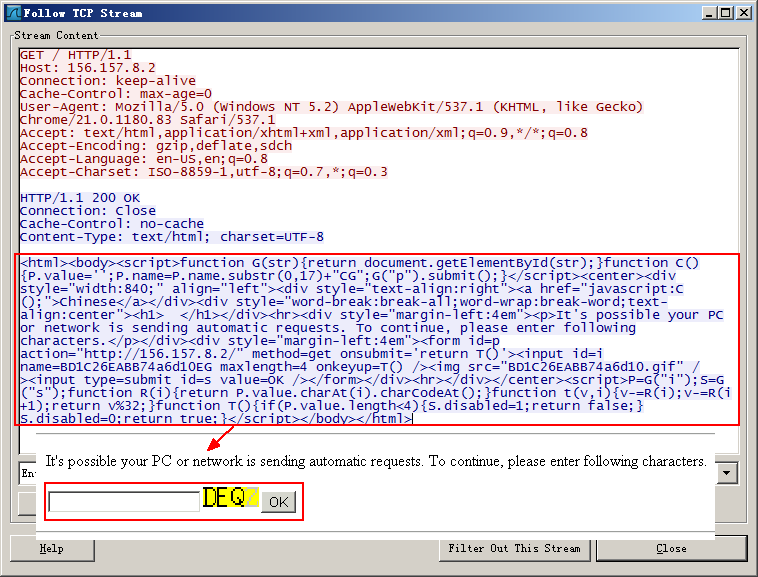 Follow TCP Stream
Stream Content
GET / HTTP/1.1
Host: 156.157.8.2
Connection: keep-alive
Cache-Control: max-age=0
User-Agent: Mozilla/5.0 (Windows NT 5.2) AppleWebKit/537.1 (KHTML, like Gecko)
Chrome/21.0.1180.83 Safari/537.1
Accept: text/html,application/xhtml+xml,application/xml;q=0.9,*/*;q=0.8
Accept-Encoding: gzip,deflate,sdch
Accept-Language: en-US,en;q=0.8
Accept-Charset: ISO-8859-1,utf-8;q=0.7,*;q=0.3
HTTP/1.1 200 OK
Connection: Close
Cache-Control: no-cache
Content-Type: text/html; charset=UTF-8
<html><body><script>function G(str){return document.getElementById(str);}function C()
{P.value='';P.name=P.name.substr(0,17)+"CG";G("p").submit();}</script><center><div
style="width:840;" align="left"><div style="text-align:right"><a href="javascript:C
();">Chinese</a></div><div style="word-break:break-all;word-wrap:break-word;text-
align:center"><h1>  </h1></div><hr><div style="margin-left:4em"><p>It's possible your PC
or network is sending automatic requests. To continue, please enter following
characters.</p></div><div style="margin-left:4em"><form id=p
action="http://156.157.8.2/" method=get onsubmit='return T()'><input id=i
name=BD1C26EABB74a6d10EG maxlength=4 onkeyup=T() /><img src="BD1C26EABB74a6d10.gif" /
><input type=submit id=s value=OK /></form></div><hr></div></center><script>P=G("i");S=G
("s");function R(i){return P.value.charAt(i).charCodeAt();}function t(v,i){v-=R(i);v-=R(i
+1);return v%32;}function T(){if(P.value.length<4){S.disabled=1;return false;}
S.disabled=0;return true;}</script></body></html>
It's possible your PC or network is sending automatic requests. To continue, please enter following characters.
DEQZ OK
Help
Filter Out This Stream
Close